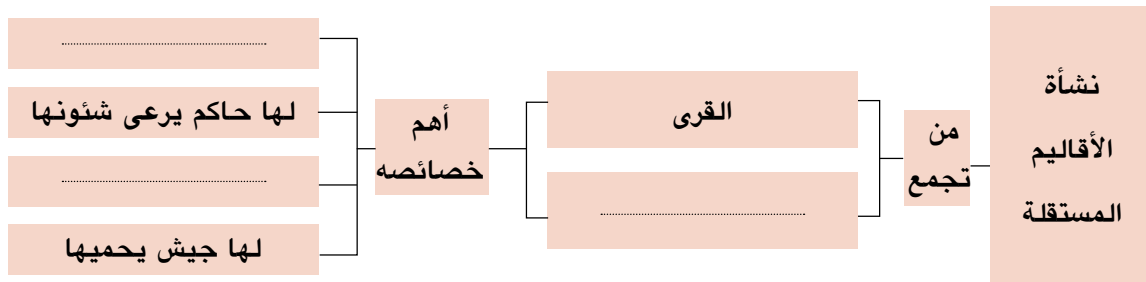 نشأة
الأقاليم
المستقلة
من
تجمع
القرى
................................................
أهم
خصائصه
................................................
لها حاكم يرعى شئونها
................................................
لها جيش يحميها